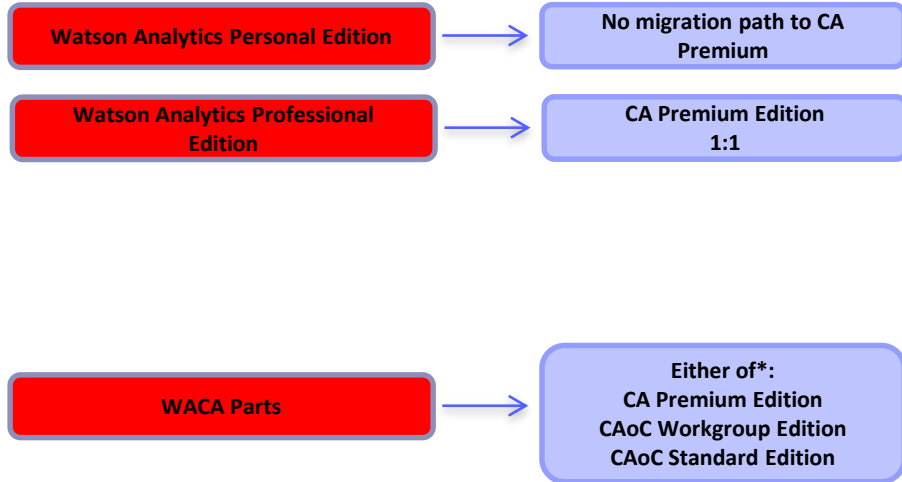 Watson Analytics Personal Edition
No migration path to CA
Premium
Watson Analytics Professional
Edition
CA Premium Edition
1:1
WACA Parts
Either of*:
CA Premium Edition
CAoC Workgroup Edition
CAoC Standard Edition